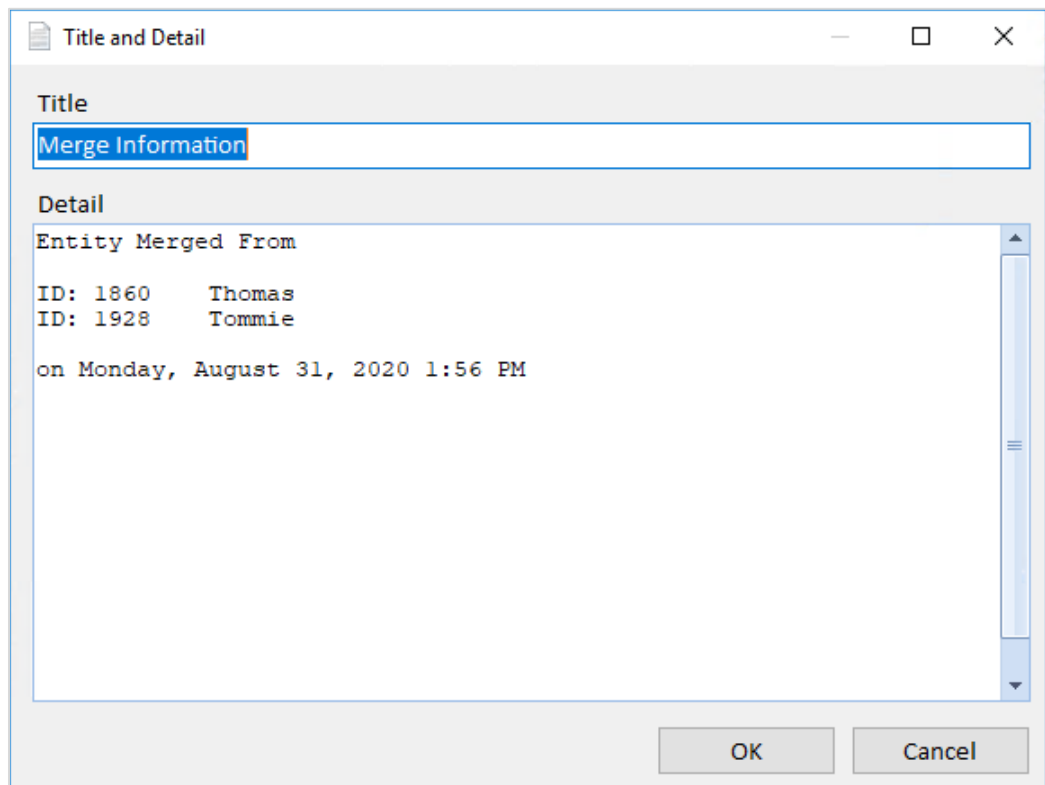 Title and Detail
Title
Merge Information
Detail
Entity Merged From
ID: 1860    Thomas
ID: 1928    Tommie
on Monday, August 31, 2020 1:56 PM
OK
Cancel